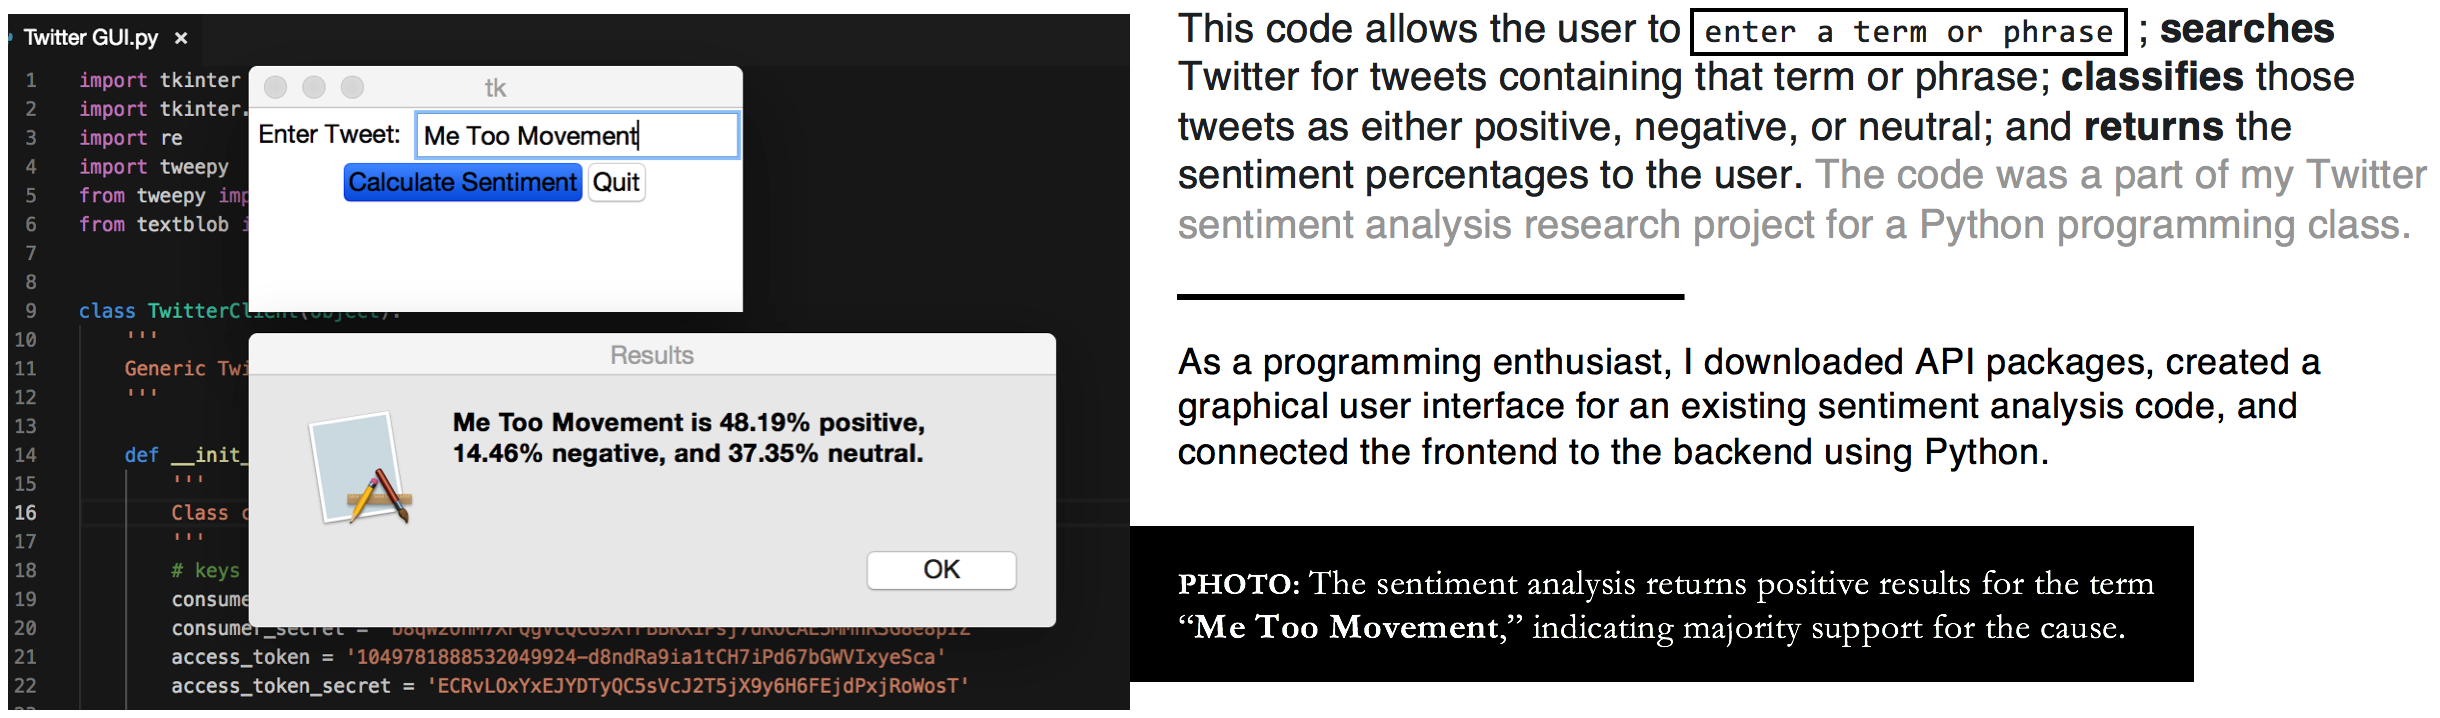 Twitter GUI.py ×
1 import tkinter
2 import tkinter.
3 import re
4 import tweepy
5 from tweepy imp
6 from textblob i
7
8
9 class TwitterCl
10 '''
11 Generic Twi
12 '''
13
14 def __init_
15 '''
16 Class c
17 '''
18 # keys
19 consume
20 consumer_secret =
21 access_token =
22 access_token_secret =
tk
Enter Tweet: Me Too Movement
Calculate Sentiment Quit
Results
Me Too Movement is 48.19% positive,
14.46% negative, and 37.35% neutral.
OK
This code allows the user to enter a term or phrase ; searches
Twitter for tweets containing that term or phrase; classifies those
tweets as either positive, negative, or neutral; and returns the
sentiment percentages to the user. The code was a part of my Twitter
sentiment analysis research project for a Python programming class.
As a programming enthusiast, I downloaded API packages, created a
graphical user interface for an existing sentiment analysis code, and
connected the frontend to the backend using Python.
PHOTO: The sentiment analysis returns positive results for the term
“Me Too Movement,” indicating majority support for the cause.